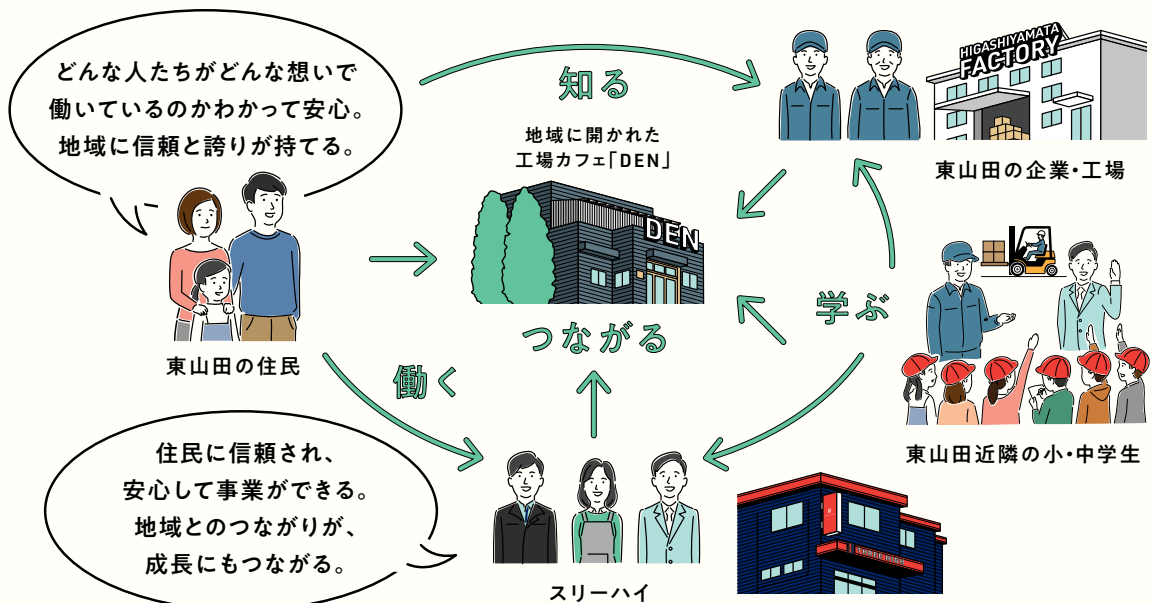 どんな人たちがどんな想いで
働いているのかわかって安心。
地域に信頼と誇りが持てる。
知る
HIGASHIYAMATA
FACTORY
地域に開かれた
工場カフェ「DEN」
東山田の企業・工場
DEN
学ぶ
つながる
東山田の住民
働く
東山田近隣の小・中学生
住民に信頼され、
安心して事業ができる。
地域とのつながりが、
成長にもつながる。
THREE HIGH
スリーハイ